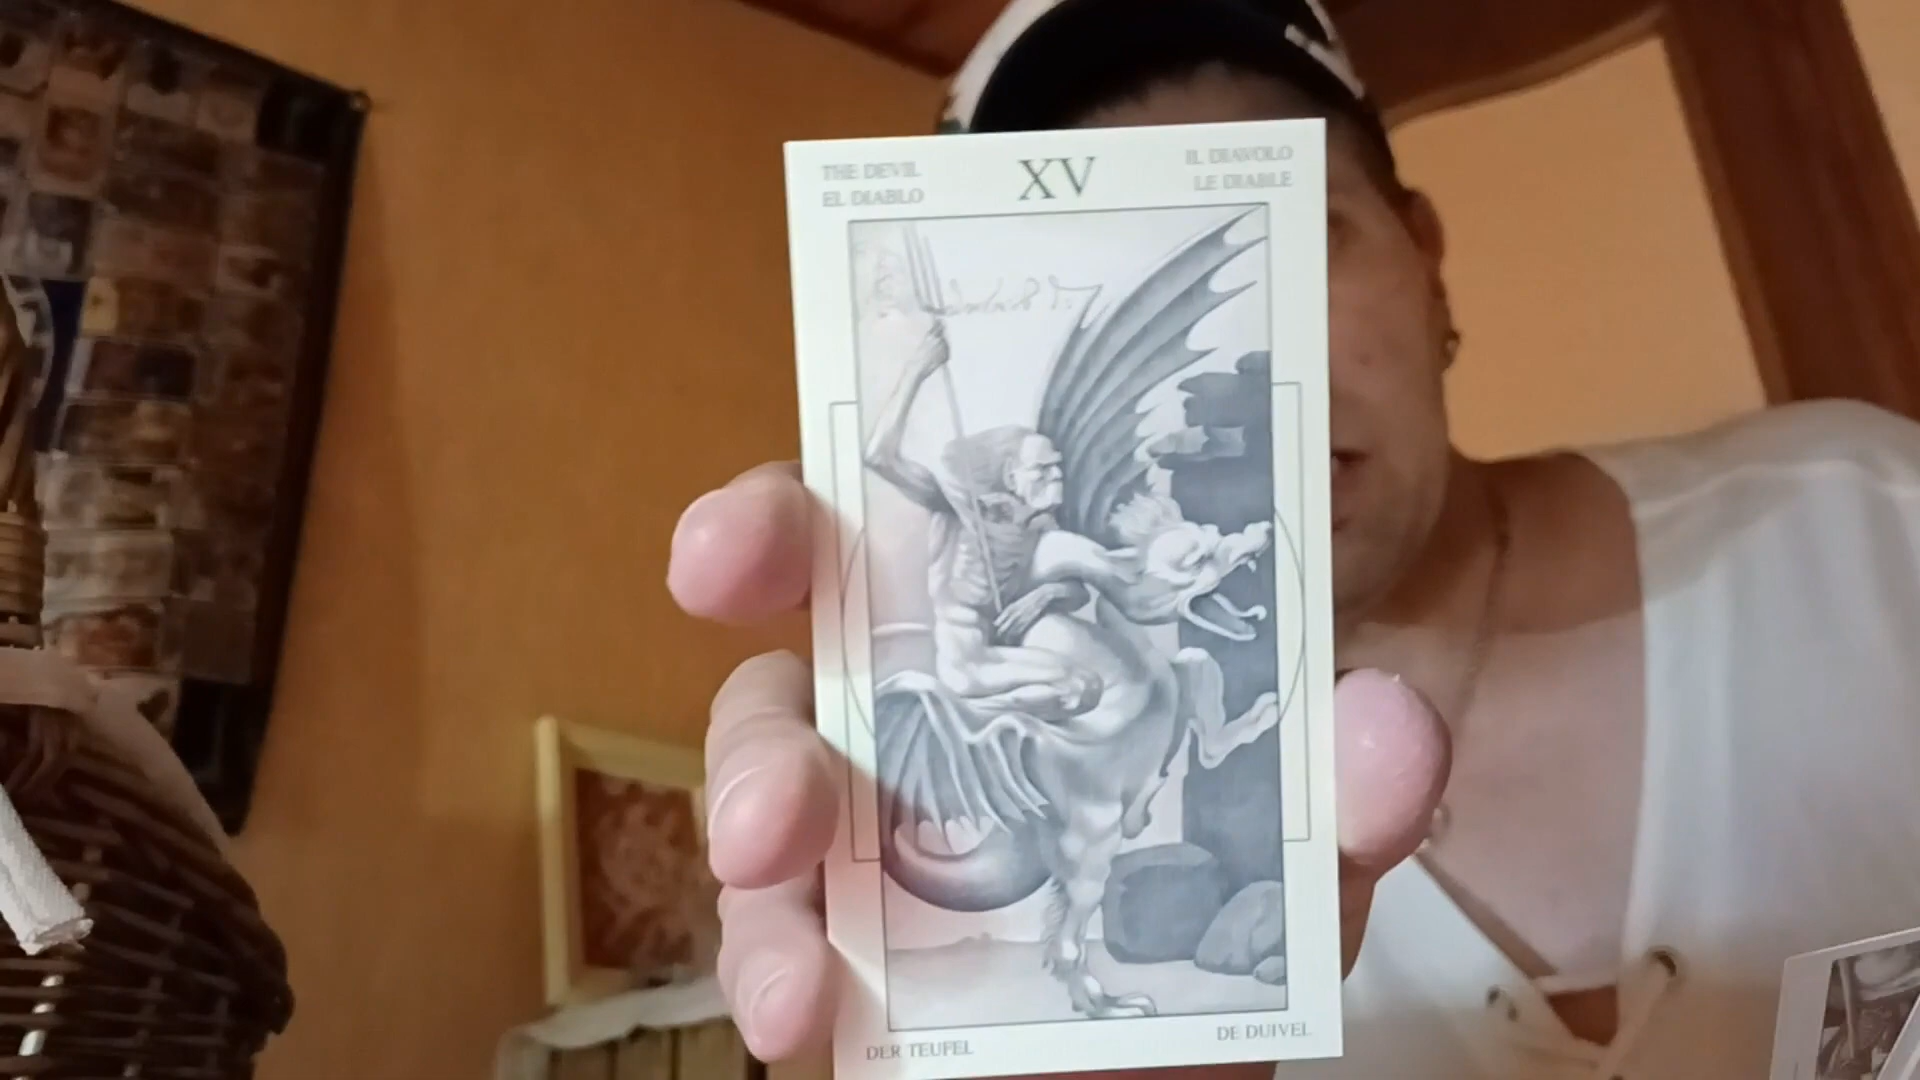 THE DEVIL
EL DIABLO
XV
IL DIAVOLO
LE DIABLE
DER TEUFEL
DE DUIVEL